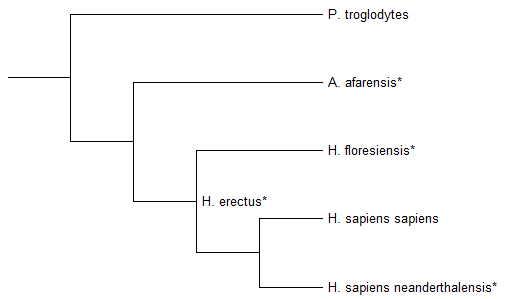 P. troglodytes
A. afarensis*
H. floresiensis*
H. erectus*
H. sapiens sapiens
H. sapiens neanderthalensis*